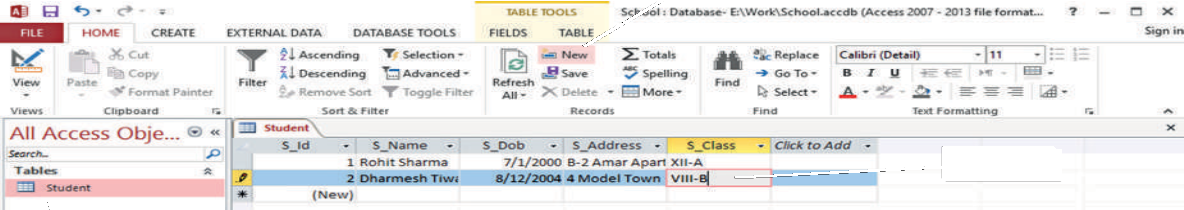 TABLE TOOLS School : Database- E:\Work\School.accdb (Access 2007 - 2013 file format... ?
FILE HOME CREATE EXTERNAL DATA DATABASE TOOLS FIELDS TABLE Sign in
View Paste Cut Copy Format Painter
Filter Ascending Descending Remove Sort Selection Advanced Toggle Filter
Refresh All New Save Delete Totals Spelling More
Find Replace Go To Select
Calibri (Detail) 11
B I U A
Views Clipboard Sort & Filter Records Find Text Formatting
All Access Obje...
Search...
Tables
Student
Student
S_Id S_Name S_Dob S_Address S_Class Click to Add
1 Rohit Sharma 7/1/2000 B-2 Amar Apart XII-A
2 Dharmesh Tiwa 8/12/2004 4 Model Town VIII-B
(New)